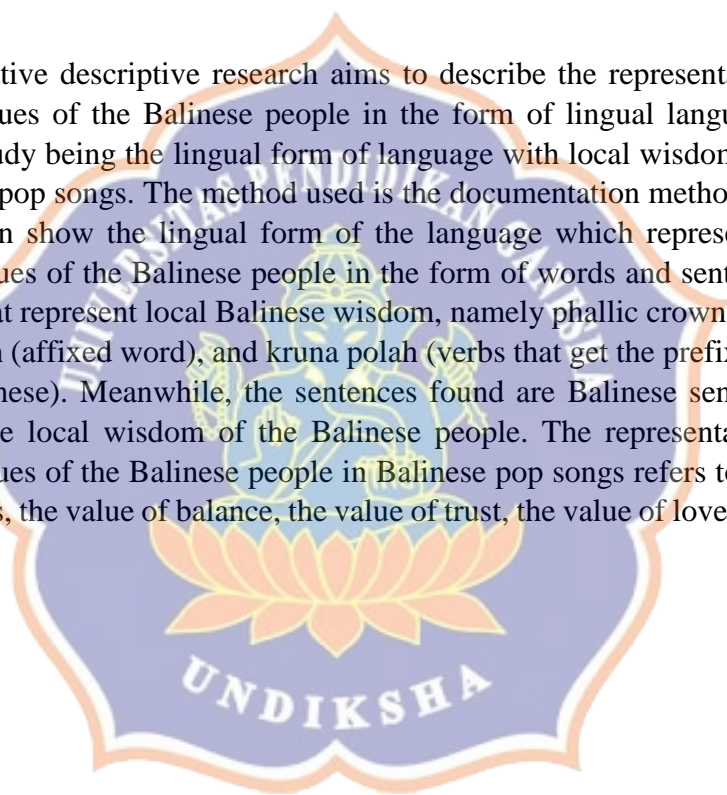 tive descriptive research aims to describe the represent
ues of the Balinese people in the form of lingual langu
udy being the lingual form of language with local wisdom
pop songs. The method used is the documentation metho
n show the lingual form of the language which represe
ues of the Balinese people in the form of words and sent
at represent local Balinese wisdom, namely phallic crown
n (affixed word), and kruna polah (verbs that get the prefix
nese). Meanwhile, the sentences found are Balinese sen
e local wisdom of the Balinese people. The representa
ues of the Balinese people in Balinese pop songs refers to
s, the value of balance, the value of trust, the value of love
UNIVERSITAS PENDIDIKAN GANESHA
UNDIKSHA